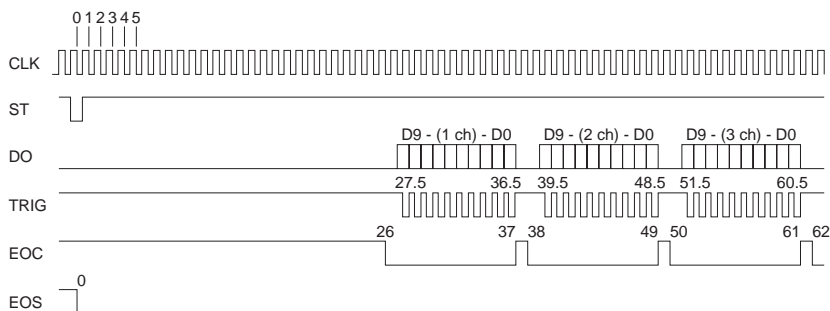 0 1 2 3 4 5
CLK
ST
D9 - (1 ch) - D0 D9 - (2 ch) - D0 D9 - (3 ch) - D0
DO
27.5 36.5 39.5 48.5 51.5 60.5
TRIG
26 37 38 49 50 61 62
EOC
0
EOS